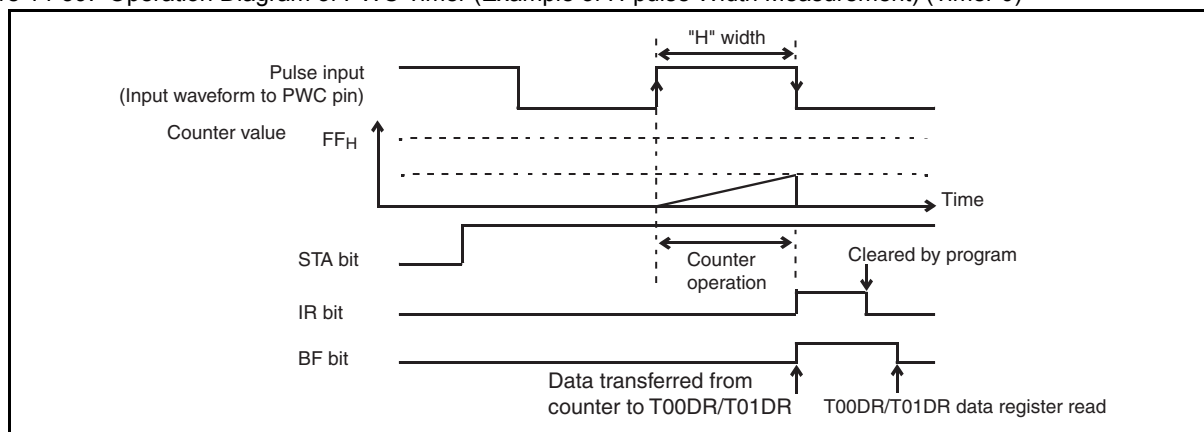 "H" width
Pulse input
(Input waveform to PWC pin)
Counter value
FFH
Time
STA bit
Counter
operation
Cleared by program
IR bit
BF bit
Data transferred from
counter to T00DR/T01DR
T00DR/T01DR data register read